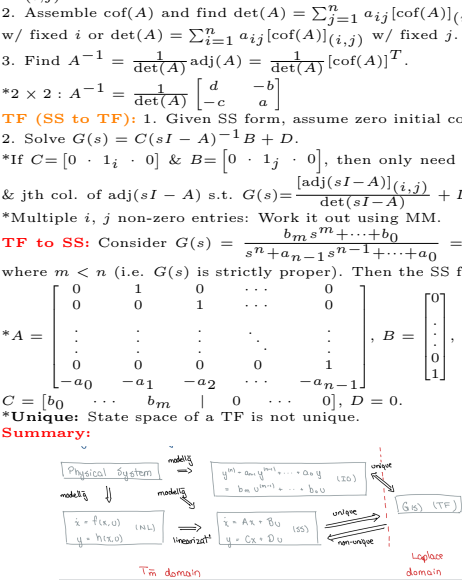 2. Assemble cof(A) and find det(A) = ∑_{j=1}^{n} a_{ij}[cof(A)]_(
w/ fixed i or det(A) = ∑_{i=1}^{n} a_{ij}[cof(A)]_{(i,j)} w/ fixed j.
3. Find A^{-1} = \frac{1}{det(A)} adj(A) = \frac{1}{det(A)} [cof(A)]^T.
*2 × 2 : A^{-1} = \frac{1}{det(A)} [d −b; −c a]
TF (SS to TF): 1. Given SS form, assume zero initial co
2. Solve G(s) = C(sI − A)^{-1}B + D.
*If C= [0 · 1_i · 0] & B= [0 · 1_j · 0], then only need
& jth col. of adj(sI − A) s.t. G(s)= \frac{[adj(sI−A)]_{(i,j)}}{det(sI−A)} +
*Multiple i, j non-zero entries: Work it out using MM.
TF to SS: Consider G(s) = \frac{b_m s^m+···+b_0}{s^n+a_{n−1}s^{n−1}+···+a_0} =
where m < n (i.e. G(s) is strictly proper). Then the SS f
0 1 0 ··· 0
0 0 1 ··· 0 [0
. . . . . .
*A = . . . . . , B = . ,
. . . . . .
0 0 0 0 1 0
−a_0 −a_1 −a_2 ··· −a_{n−1} 1]
C = [b_0 ··· b_m | 0 ··· 0], D = 0.
*Unique: State space of a TF is not unique.
Summary:
Physical System
modelling
y^{(n)} + a_{n-1} y^{(n-1)} + ··· + a_0 y
= b_m u^{(m)} + ··· + b_0 u (IO)
unique
modelling
modelling
G(s) (TF)
ẋ = f(x,u)
y = h(x,u) (NL)
linearizat
ẋ = Ax + Bu
y = Cx + Du (SS)
unique
non-unique
Tm domain
Laplace
domain